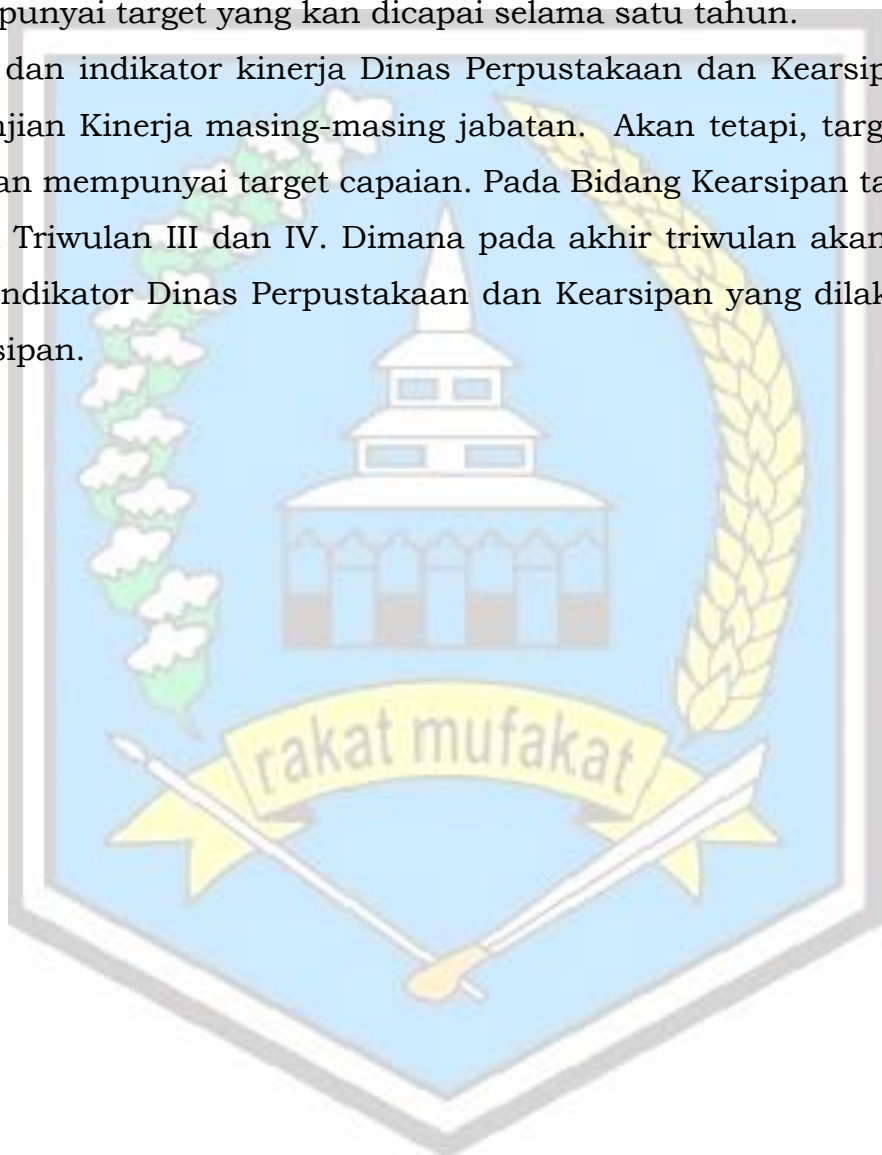 punyai target yang kan dicapai selama satu tahun.
dan indikator kinerja Dinas Perpustakaan dan Kearsip
njian Kinerja masing-masing jabatan. Akan tetapi, targ
an mempunyai target capaian. Pada Bidang Kearsipan ta
Triwulan III dan IV. Dimana pada akhir triwulan akan
ndikator Dinas Perpustakaan dan Kearsipan yang dilak
sipan.
rakat mufakat